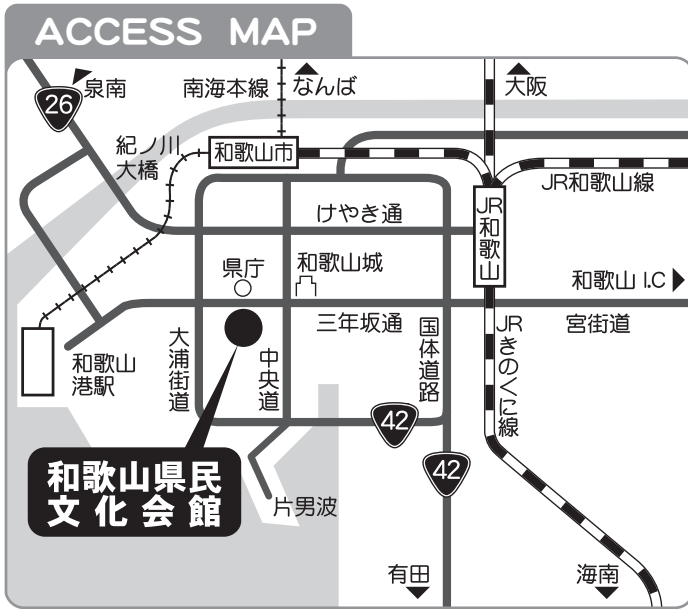 ACCESS MAP
26
泉南
南海本線
なんば
大阪
紀ノ川
大橋
和歌山市
JR和歌山線
けやき通
JR和歌山
県庁
和歌山城
和歌山 I.C
三年坂通
宮街道
大浦街道
中央道
国体道路
JRきのくに線
和歌山
港駅
42
42
和歌山県民
文化会館
片男波
有田
海南